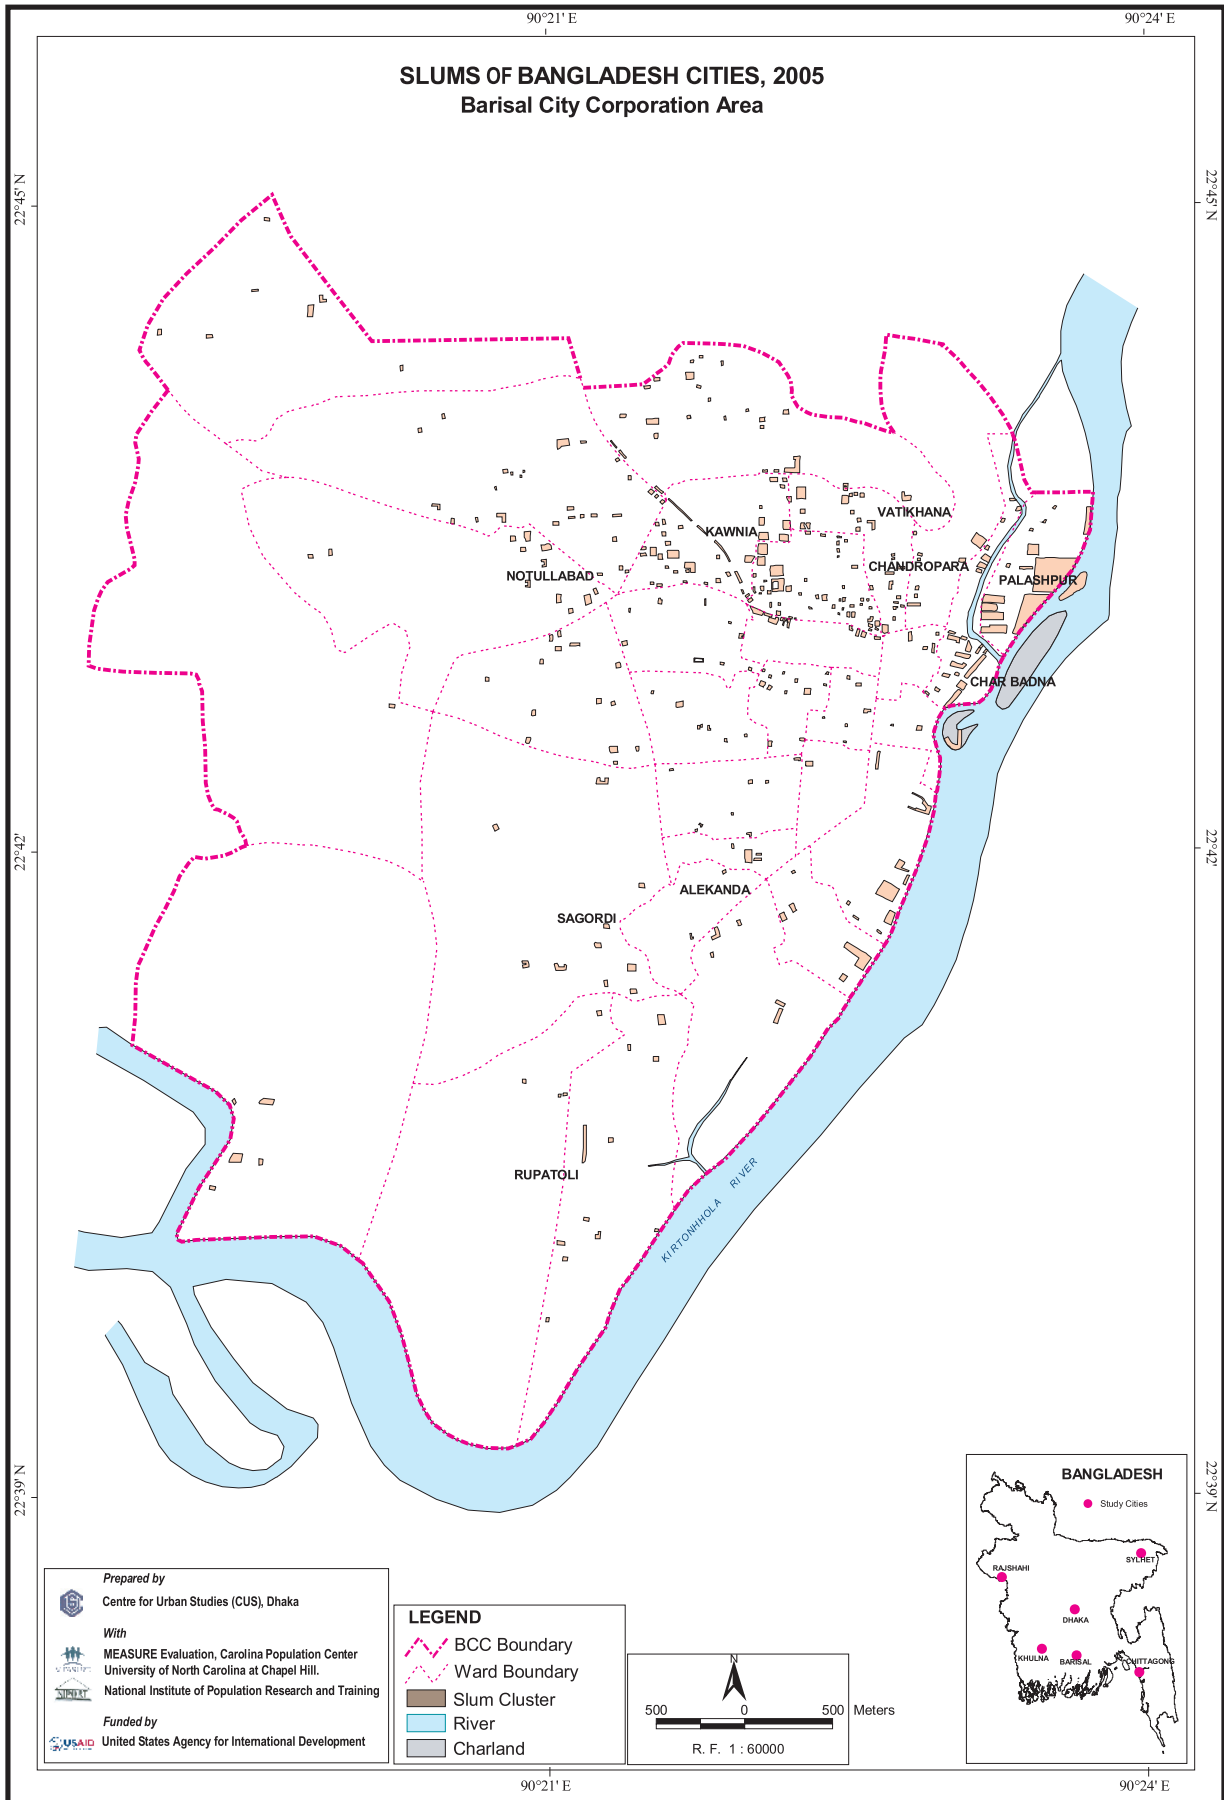 90°21' E
90°24' E
SLUMS OF BANGLADESH CITIES, 2005
Barisal City Corporation Area
22°45' N
22°45' N
VATIKHANA
KAWNIA
CHANDROPARA
NOTULLABAD
PALASHPUR
CHAR BADNA
22°42'
22°42'
ALEKANDA
SAGORDI
RUPATOLI
KIRTONHHOLA RIVER
22°39' N
22°39' N
BANGLADESH
Study Cities
SYLHET
RAJSHAHI
DHAKA
KHULNA
BARISAL
CHITTAGONG
Prepared by
Centre for Urban Studies (CUS), Dhaka
With
MEASURE Evaluation, Carolina Population Center
University of North Carolina at Chapel Hill.
National Institute of Population Research and Training
Funded by
USAID
United States Agency for International Development
LEGEND
BCC Boundary
Ward Boundary
Slum Cluster
River
Charland
N
500 0 500 Meters
R. F. 1 : 60000
90°21' E
90°24' E